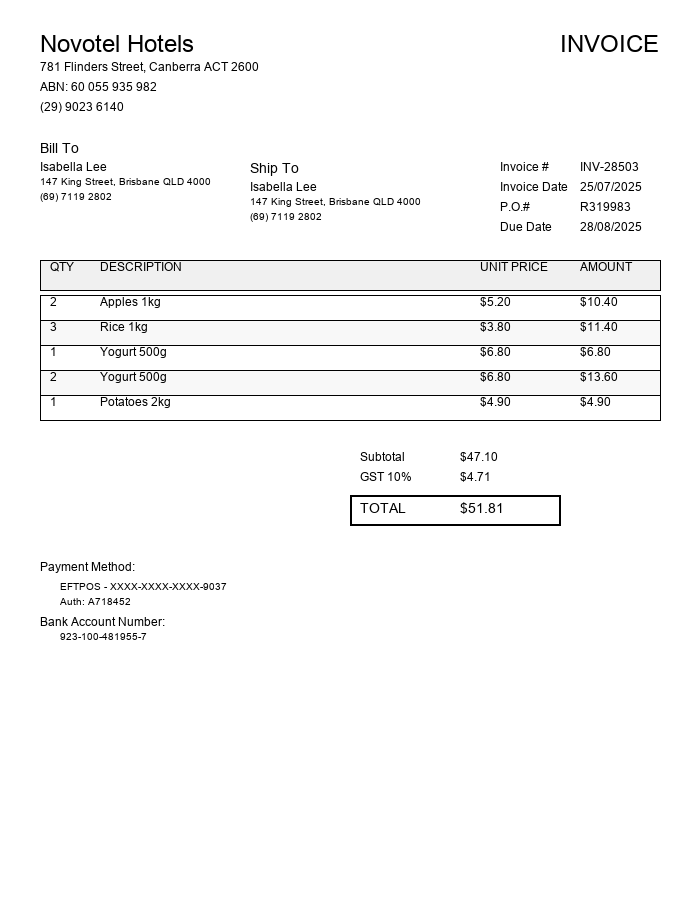 Novotel Hotels
INVOICE
781 Flinders Street, Canberra ACT 2600
ABN: 60 055 935 982
(29) 9023 6140
Bill To
Isabella Lee
147 King Street, Brisbane QLD 4000
(69) 7119 2802
Ship To
Isabella Lee
147 King Street, Brisbane QLD 4000
(69) 7119 2802
Invoice # INV-28503
Invoice Date 25/07/2025
P.O.# R319983
Due Date 28/08/2025
QTY DESCRIPTION UNIT PRICE AMOUNT
2 Apples 1kg $5.20 $10.40
3 Rice 1kg $3.80 $11.40
1 Yogurt 500g $6.80 $6.80
2 Yogurt 500g $6.80 $13.60
1 Potatoes 2kg $4.90 $4.90
Subtotal $47.10
GST 10% $4.71
TOTAL $51.81
Payment Method:
EFTPOS - XXXX-XXXX-XXXX-9037
Auth: A718452
Bank Account Number:
923-100-481955-7